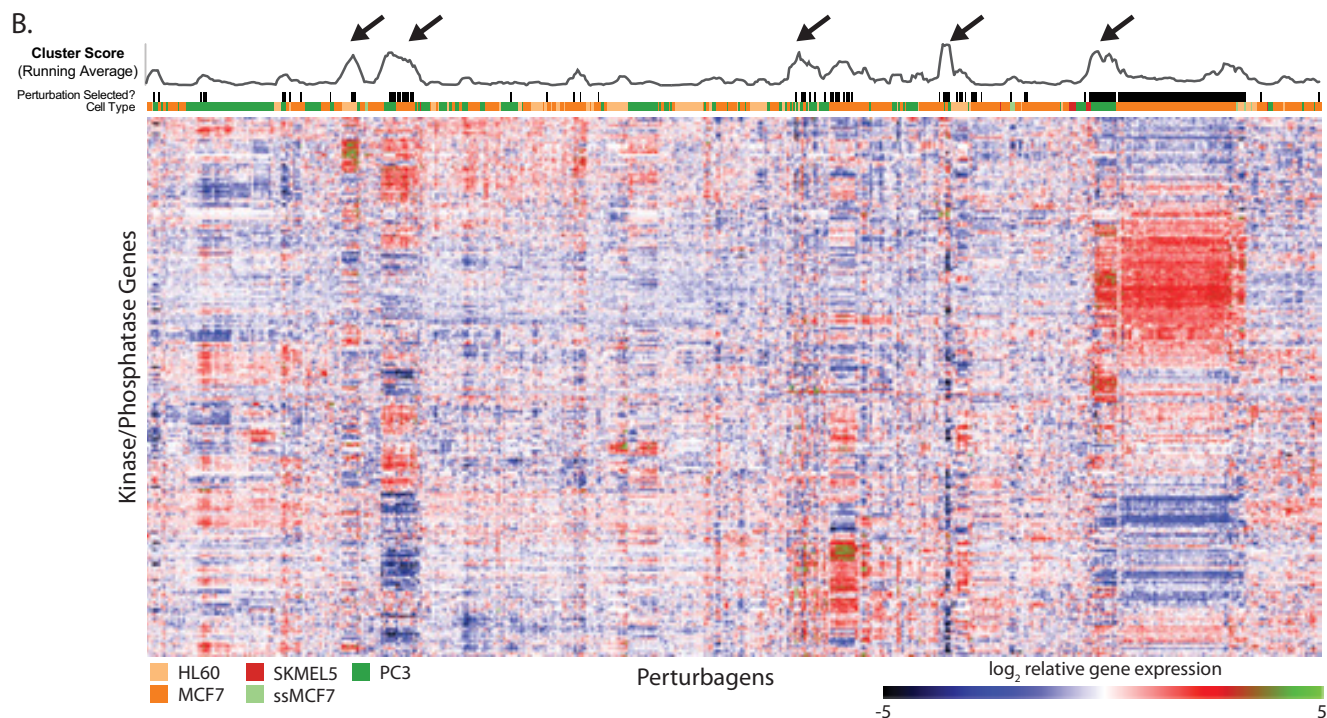 B.
Cluster Score
(Running Average)
Perturbation Selected?
Cell Type
Kinase/Phosphatase Genes
HL60
MCF7
SKMEL5
ssMCF7
PC3
Perturbagens
log₂ relative gene expression
-5
5